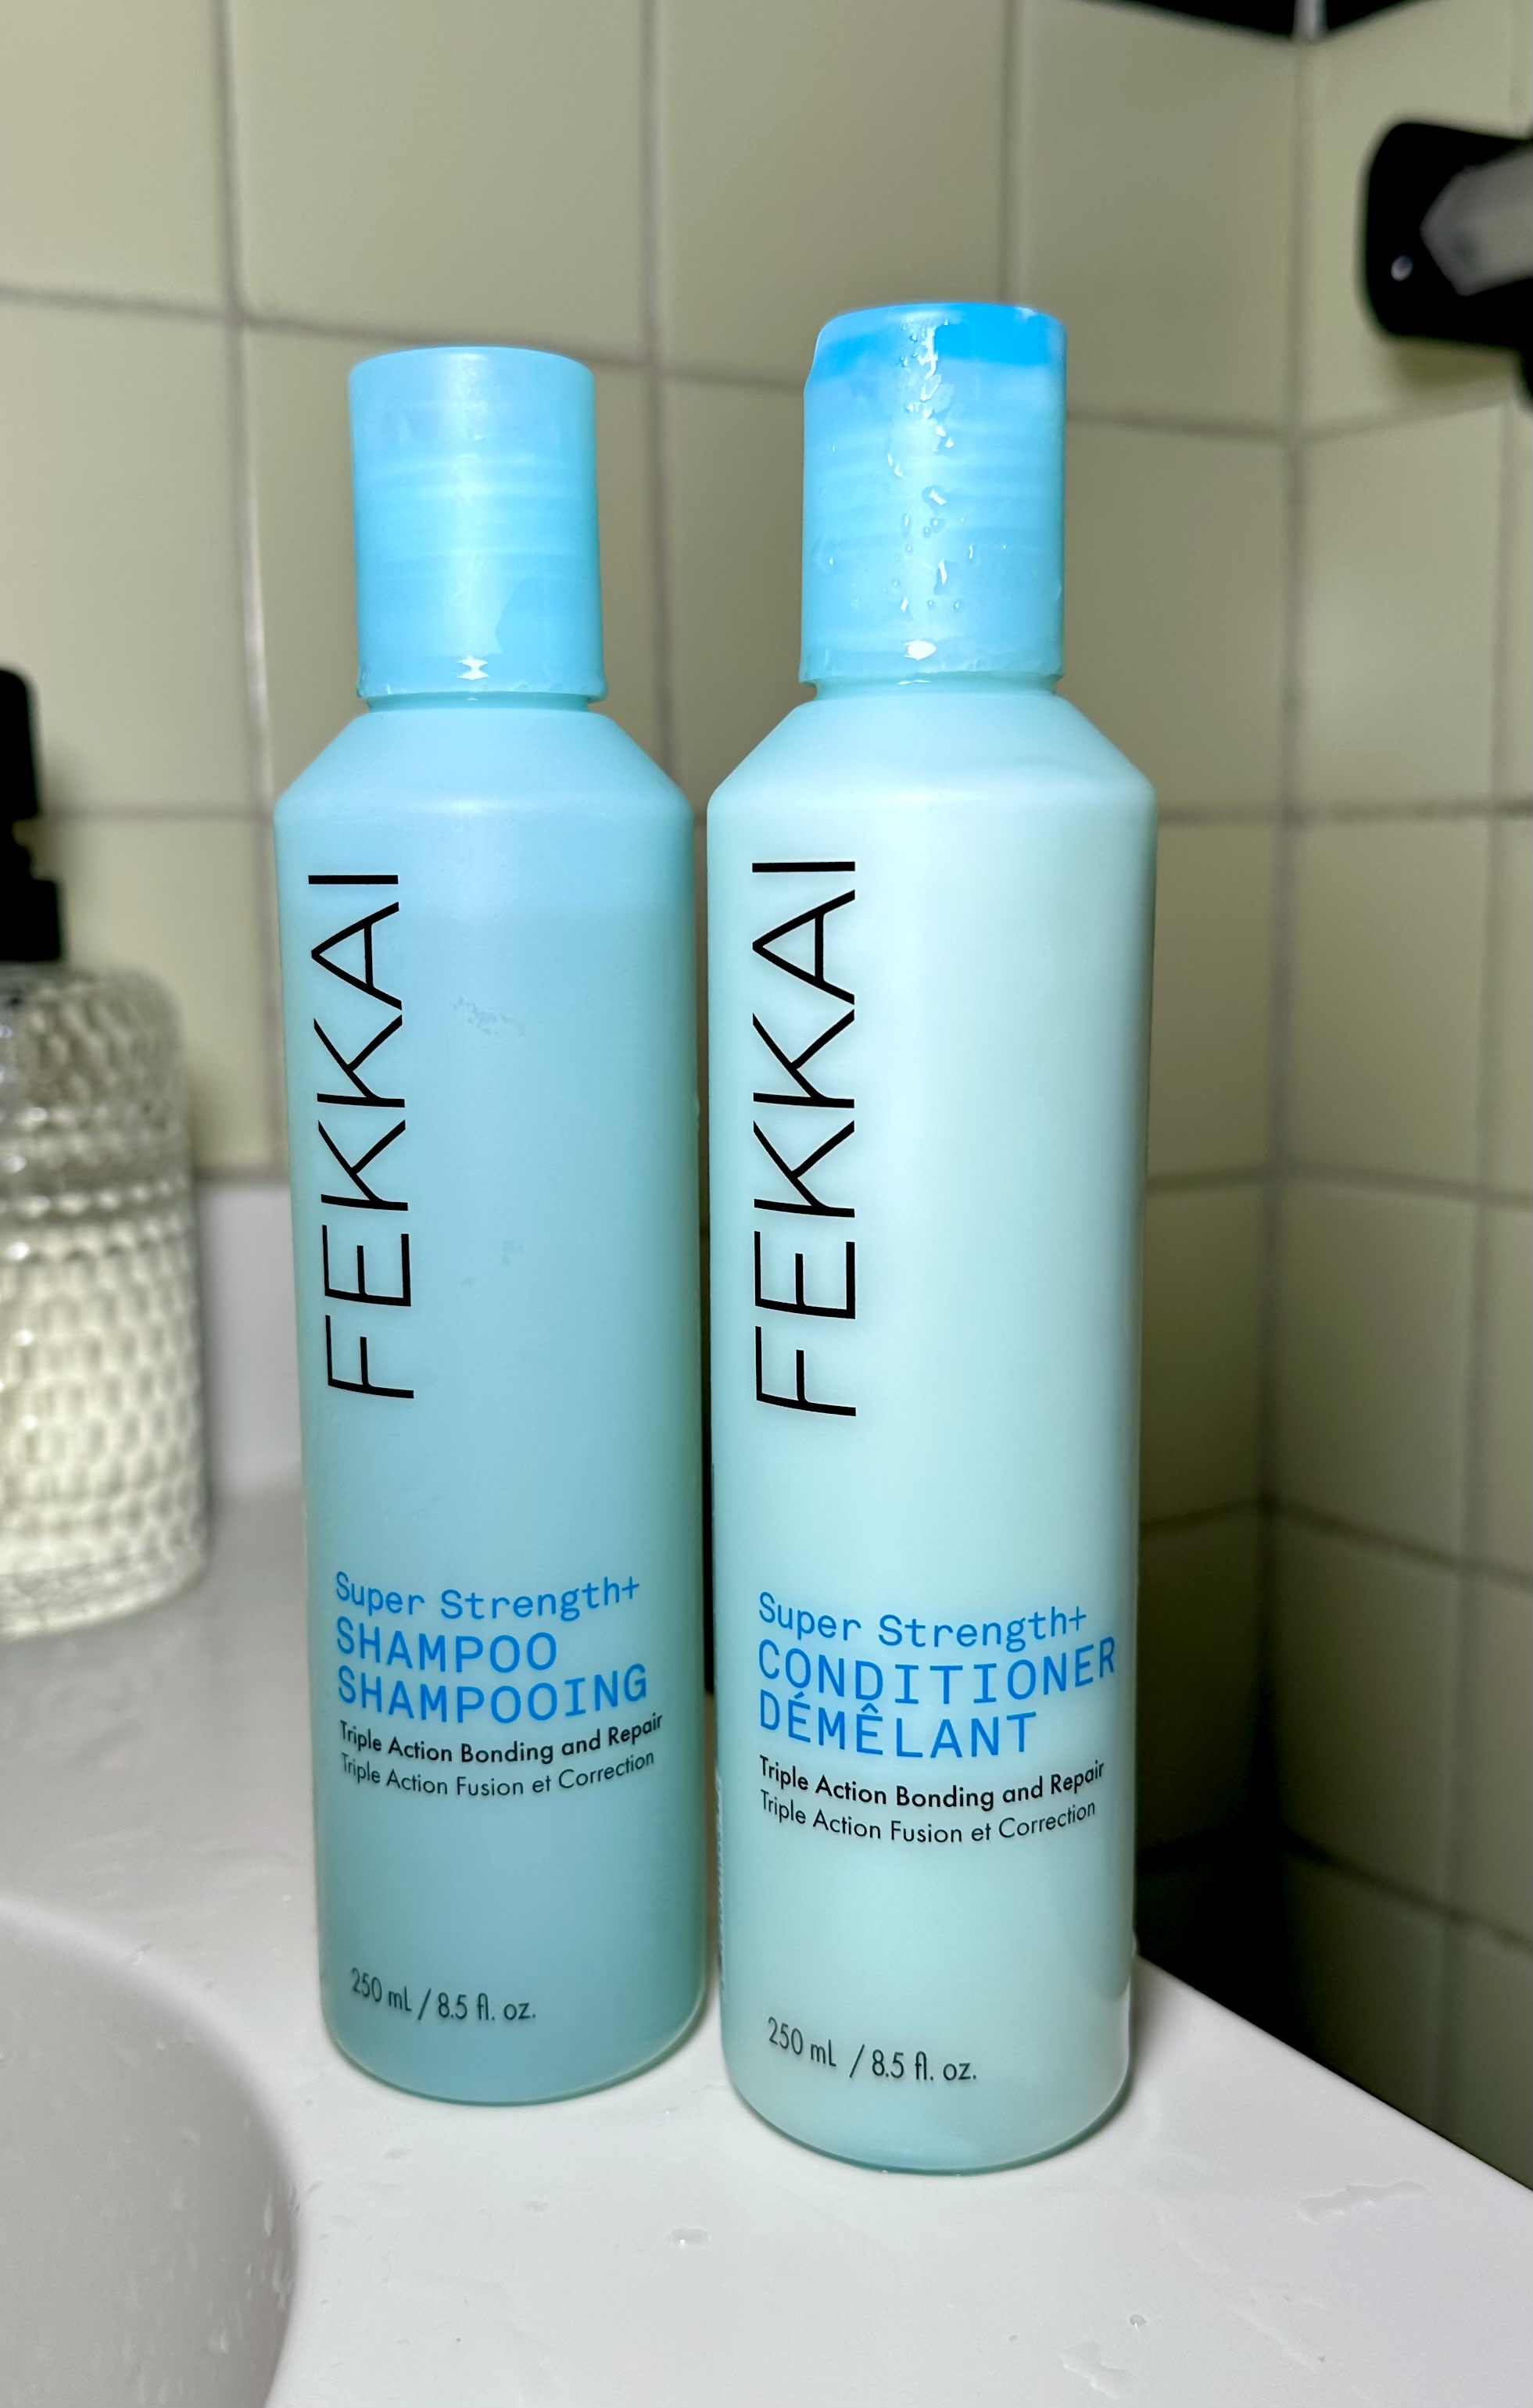 FEKKAI
Super Strength+
SHAMPOO
SHAMPOOING
Triple Action Bonding and Repair
Triple Action Fusion et Correction
250 mL / 8.5 fl. oz.
FEKKAI
Super Strength+
CONDITIONER
DÉMÊLANT
Triple Action Bonding and Repair
Triple Action Fusion et Correction
250 mL / 8.5 fl. oz.